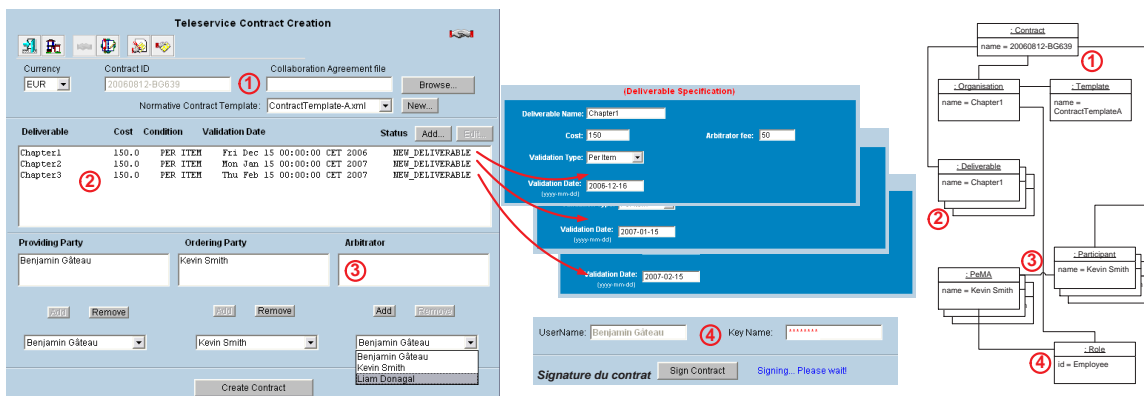 Teleservice Contract Creation
Currency Contract ID Collaboration Agreement file
EUR 20060812-BG639 1 Browse...
Normative Contract Template: ContractTemplate-A.xml New...
Deliverable Cost Condition Validation Date Status Add... Edit...
Chapter1 150.0 PER ITEM Fri Dec 15 00:00:00 CET 2006 NEW_DELIVERABLE
Chapter2 150.0 PER ITEM Mon Jan 15 00:00:00 CET 2007 NEW_DELIVERABLE
Chapter3 150.0 PER ITEM Thu Feb 15 00:00:00 CET 2007 NEW_DELIVERABLE
2
Providing Party Ordering Party Arbitrator
Benjamin Gâteau Kevin Smith
3
Add Remove Add Remove Add Remove
Benjamin Gâteau Kevin Smith Benjamin Gâteau
Benjamin Gâteau
Kevin Smith
Liam Donagal
Create Contract
(Deliverable Specification)
Deliverable Name: Chapter1
Cost: 150 Arbitrator fee: 50
Validation Type: Per Item
Validation Date: 2006-12-16
(yyyy-mm-dd)
Validation Date: 2007-01-15
(yyyy-mm-dd)
Validation Date: 2007-02-15
(yyyy-mm-dd)
UserName: Benjamin Gâteau 4 Key Name: ********
Signature du contrat Sign Contract Signing... Please wait!
: Contract
name = 20060812-BG639
1
: Organisation
name = Chapter1
: Template
name =
ContractTemplateA
: Deliverable
name = Chapter1
2
3
: Participant
name = Kevin Smith
: PeMA
name = Kevin Smith
4
: Role
id = Employee